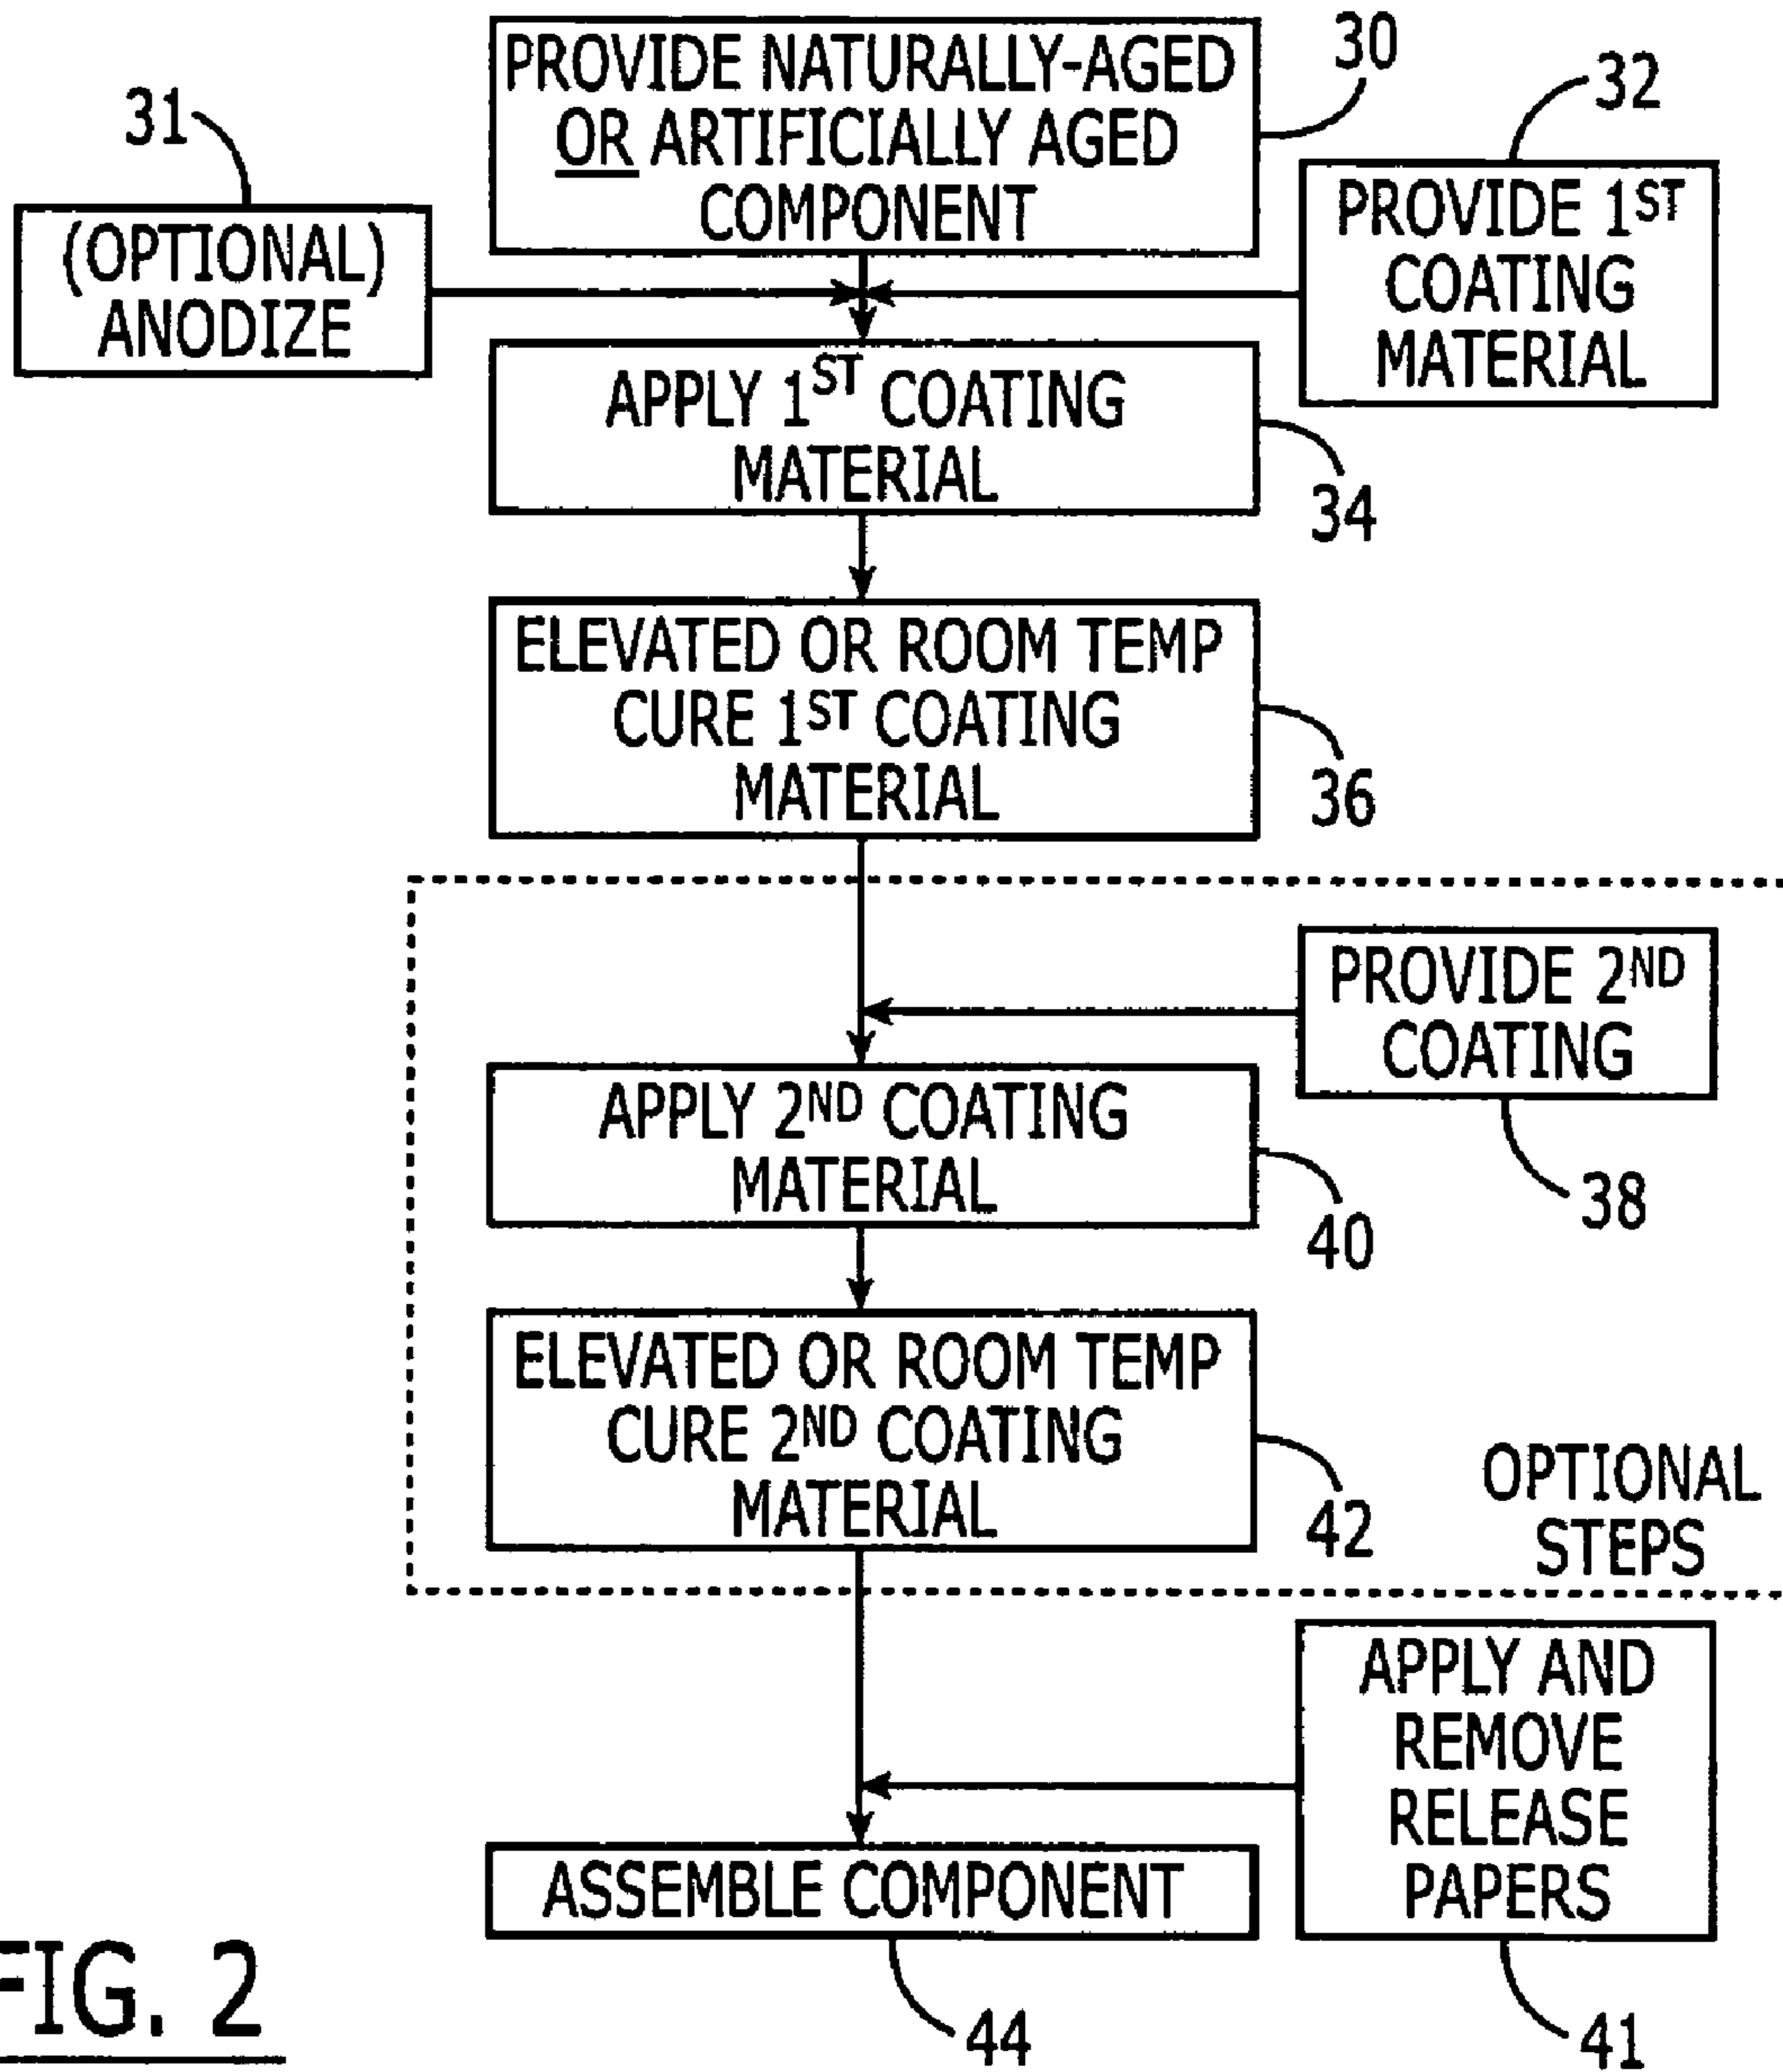 PROVIDE NATURALLY-AGED
OR ARTIFICIALLY AGED
COMPONENT
30
31
(OPTIONAL)
ANODIZE
32
PROVIDE 1ST
COATING
MATERIAL
APPLY 1ST COATING
MATERIAL
34
ELEVATED OR ROOM TEMP
CURE 1ST COATING
MATERIAL
36
PROVIDE 2ND
COATING
38
APPLY 2ND COATING
MATERIAL
40
ELEVATED OR ROOM TEMP
CURE 2ND COATING
MATERIAL
42
OPTIONAL
STEPS
APPLY AND
REMOVE
RELEASE
PAPERS
41
ASSEMBLE COMPONENT
44
FIG. 2